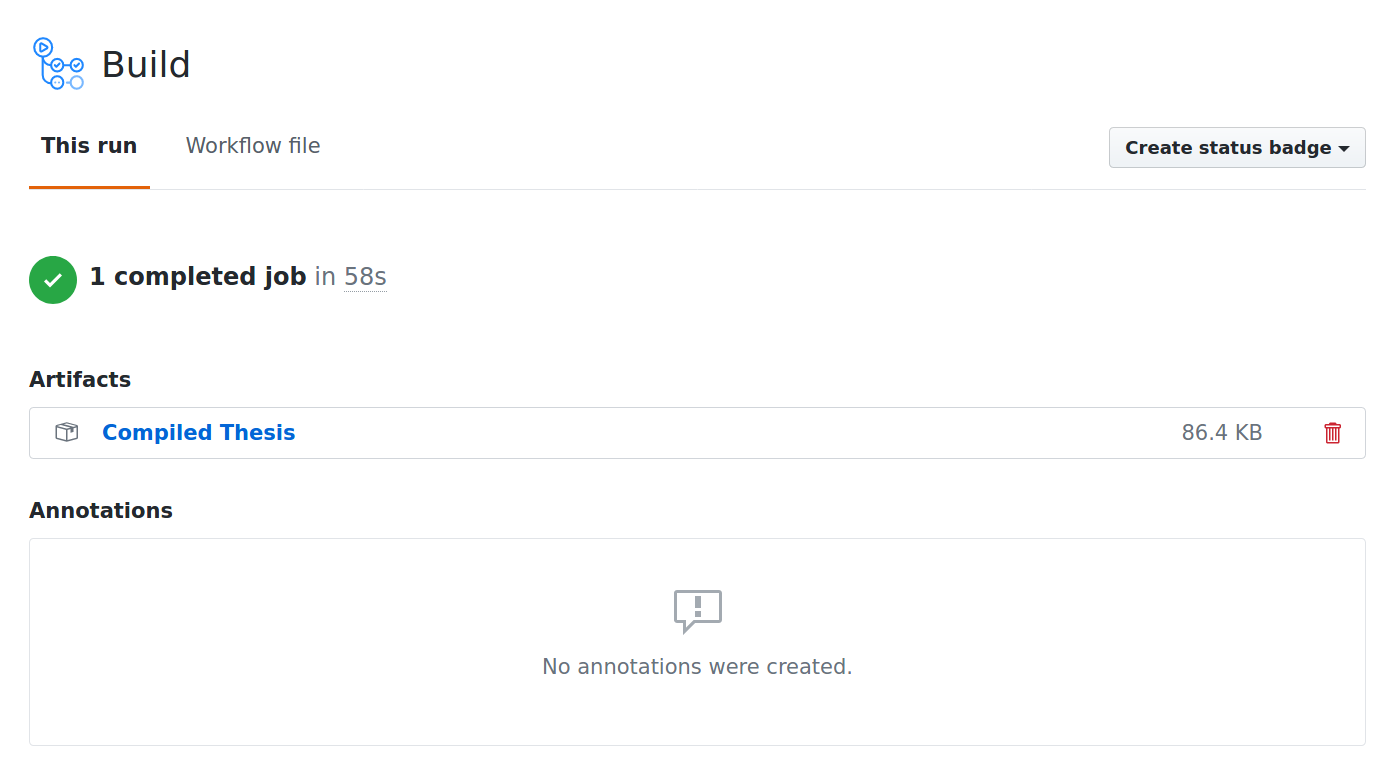 Build
This run
Workflow file
Create status badge
1 completed job in 58s
Artifacts
Compiled Thesis
86.4 KB
Annotations
No annotations were created.